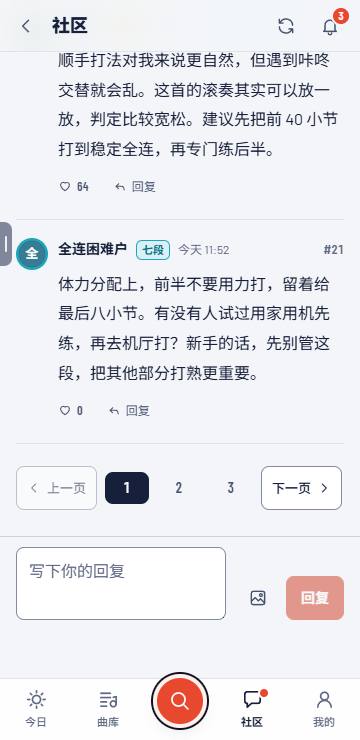 社区
3
顺手打法对我来说更自然，但遇到咔咚
交替就会乱。这首的滚奏其实可以放一
放，判定比较宽松。建议先把前 40 小节
打到稳定全连，再专门练后半。
64
回复
全
全连困难户
七段
今天 11:52
#21
体力分配上，前半不要用力打，留着给
最后八小节。有没有人试过用家用机先
练，再去机厅打？新手的话，先别管这
段，把其他部分打熟更重要。
0
回复
上一页
1
2
3
下一页
写下你的回复
回复
今日
曲库
社区
我的